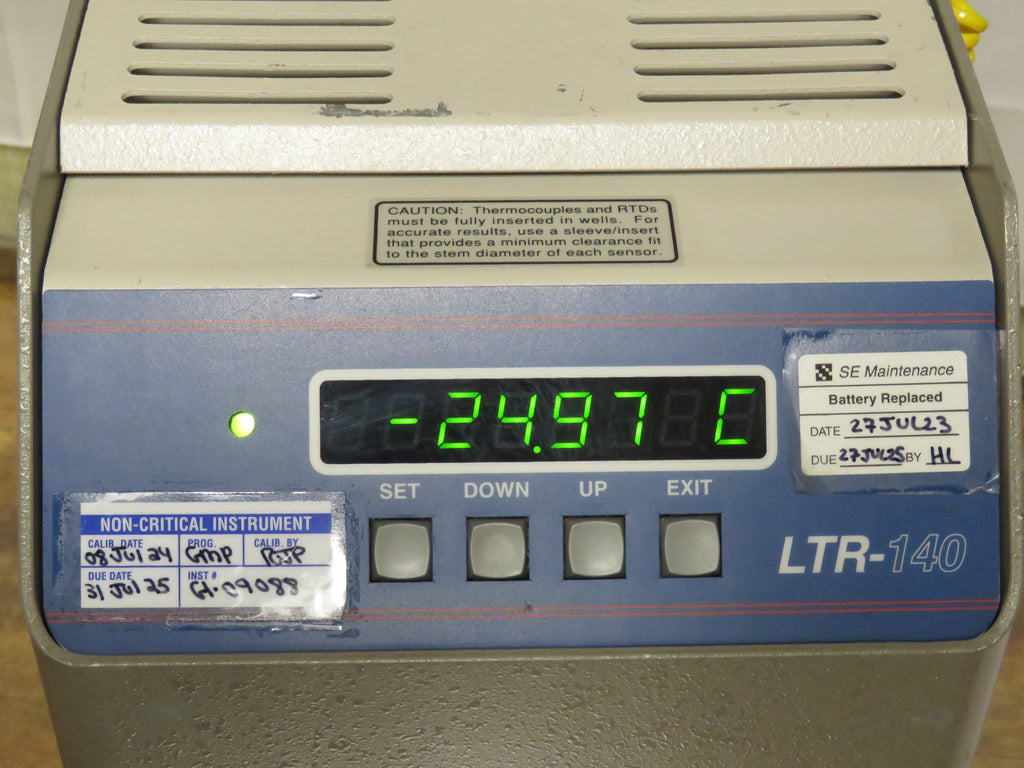 CAUTION: Thermocouples and RTDs
must be fully inserted in wells. For
accurate results, use a sleeve/insert
that provides a minimum clearance fit
to the stem diameter of each sensor.
-24.97 C
SET DOWN UP EXIT
SE Maintenance
Battery Replaced
DATE 27JUL23
DUE 27JUL25 BY HL
NON-CRITICAL INSTRUMENT
CALIB. DATE PROG. CALIB. BY
08 Jul 24 GMP
DUE DATE INST #
31 Jul 25 09088
LTR-140